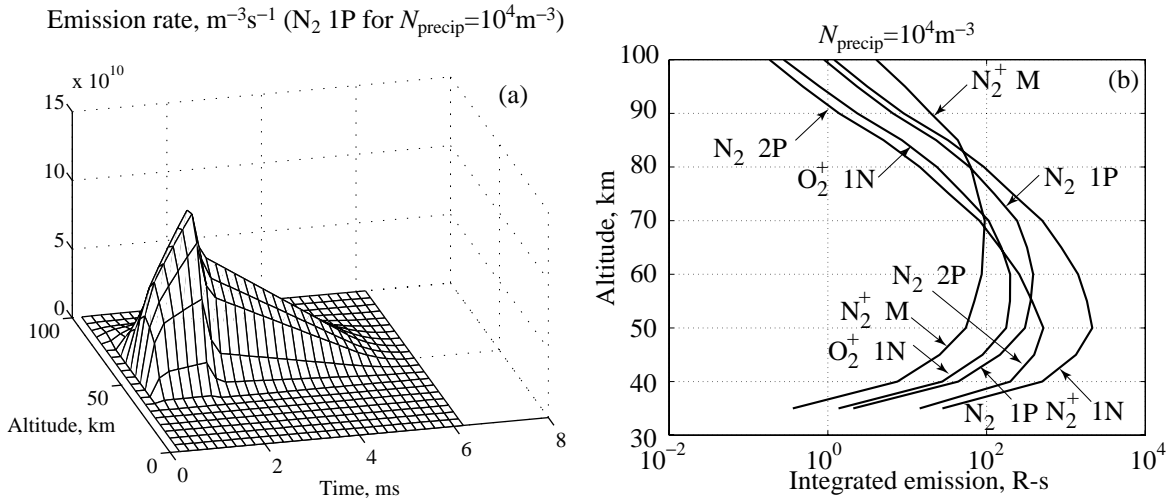 Emission rate, m⁻³s⁻¹ (N₂ 1P for N_precip=10⁴m⁻³)
x 10¹⁰
(a)
15
10
5
0
100
50
0
Altitude, km
0
2
4
6
8
Time, ms
N_precip=10⁴m⁻³
(b)
100
90
80
70
60
50
40
30
Altitude, km
N₂⁺ M
N₂ 2P
O₂⁺ 1N
N₂ 1P
N₂ 2P
N₂⁺ M
O₂⁺ 1N
N₂ 1P N₂⁺ 1N
10⁻² 10⁰ 10² 10⁴
Integrated emission, R-s